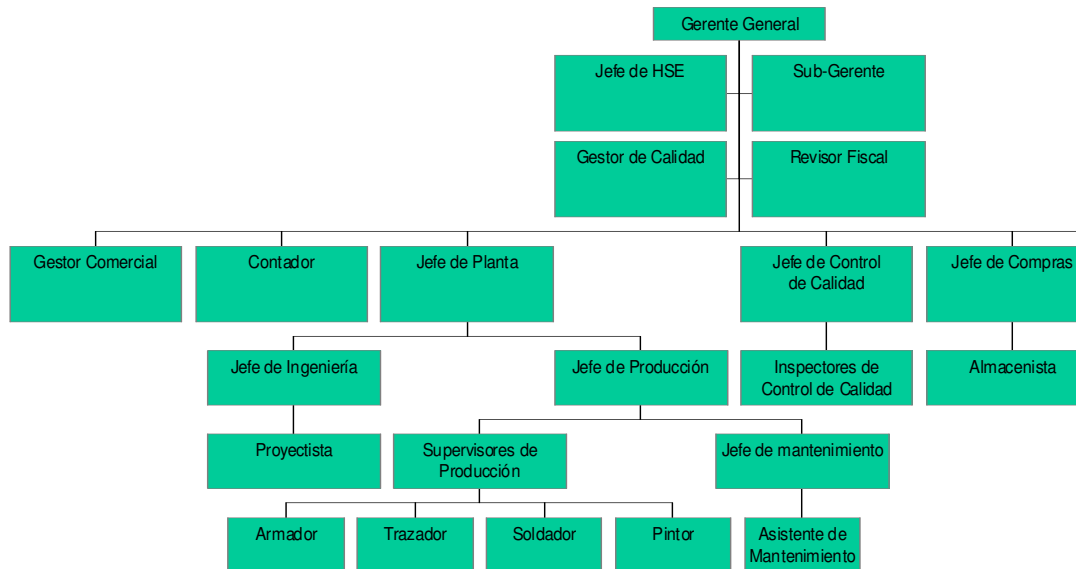 Gerente General
Jefe de HSE
Sub-Gerente
Gestor de Calidad
Revisor Fiscal
Gestor Comercial
Contador
Jefe de Planta
Jefe de Control
de Calidad
Jefe de Compras
Jefe de Ingeniería
Jefe de Producción
Inspectores de
Control de Calidad
Almacenista
Proyectista
Supervisores de
Producción
Jefe de mantenimiento
Armador
Trazador
Soldador
Pintor
Asistente de
Mantenimiento